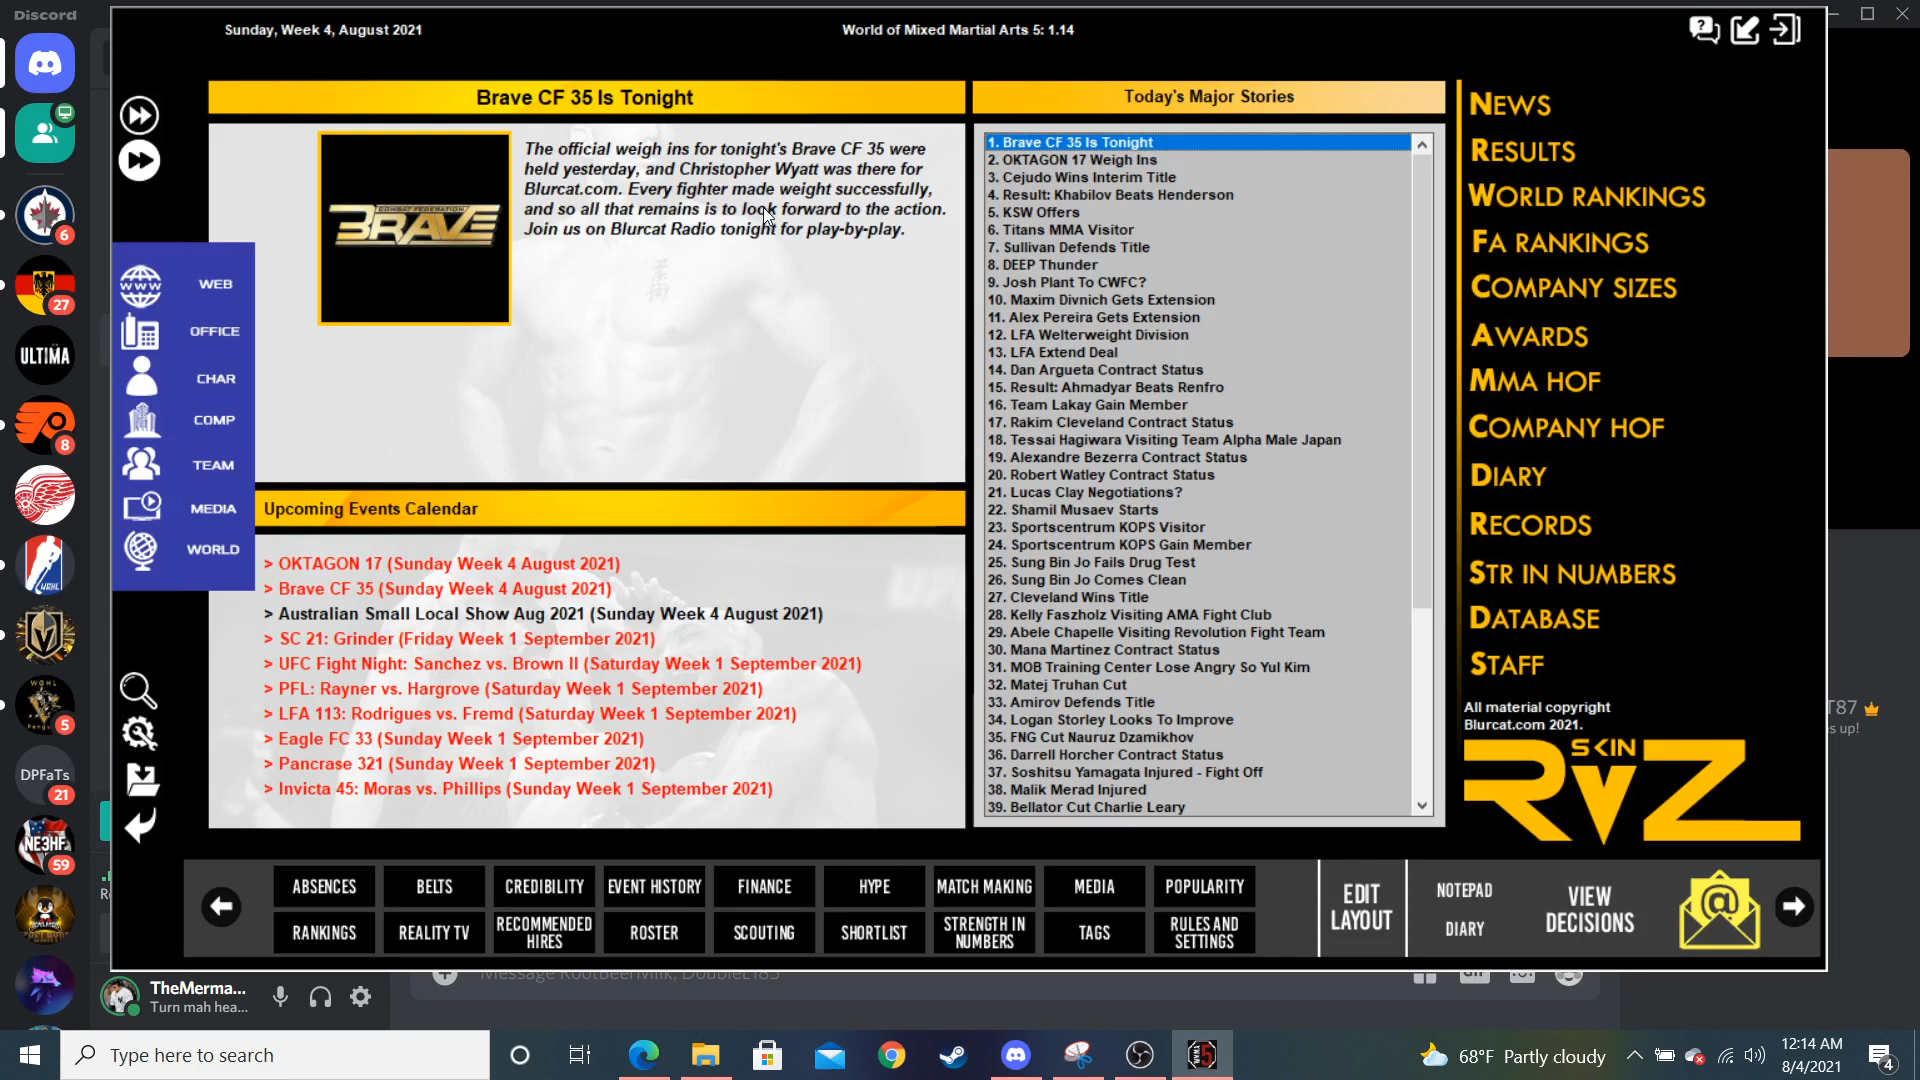 Discord
Sunday, Week 4, August 2021
World of Mixed Martial Arts 5: 1.14
Brave CF 35 Is Tonight
COMBAT FEDERATION
BRAVE
The official weigh ins for tonight's Brave CF 35 were
held yesterday, and Christopher Wyatt was there for
Blurcat.com. Every fighter made weight successfully,
and so all that remains is to look forward to the action.
Join us on Blurcat Radio tonight for play-by-play.
Today's Major Stories
1. Brave CF 35 Is Tonight
2. OKTAGON 17 Weigh Ins
3. Cejudo Wins Interim Title
4. Result: Khabilov Beats Henderson
5. KSW Offers
6. Titans MMA Visitor
7. Sullivan Defends Title
8. DEEP Thunder
9. Josh Plant To CWFC?
10. Maxim Divnich Gets Extension
11. Alex Pereira Gets Extension
12. LFA Welterweight Division
13. LFA Extend Deal
14. Dan Argueta Contract Status
15. Result: Ahmadyar Beats Renfro
16. Team Lakay Gain Member
17. Rakim Cleveland Contract Status
18. Tessai Hagiwara Visiting Team Alpha Male Japan
19. Alexandre Bezerra Contract Status
20. Robert Watley Contract Status
21. Lucas Clay Negotiations?
22. Shamil Musaev Starts
23. Sportscentrum KOPS Visitor
24. Sportscentrum KOPS Gain Member
25. Sung Bin Jo Fails Drug Test
26. Sung Bin Jo Comes Clean
27. Cleveland Wins Title
28. Kelly Faszholz Visiting AMA Fight Club
29. Abele Chapelle Visiting Revolution Fight Team
30. Mana Martinez Contract Status
31. MOB Training Center Lose Angry So Yul Kim
32. Matej Truhan Cut
33. Amirov Defends Title
34. Logan Storley Looks To Improve
35. FNG Cut Nauruz Dzamikhov
36. Darrell Horcher Contract Status
37. Soshitsu Yamagata Injured - Fight Off
38. Malik Merad Injured
39. Bellator Cut Charlie Leary
NEWS
RESULTS
WORLD RANKINGS
FA RANKINGS
COMPANY SIZES
AWARDS
MMA HOF
COMPANY HOF
DIARY
RECORDS
STR IN NUMBERS
DATABASE
STAFF
All material copyright
Blurcat.com 2021.
SKIN
RVZ
WWW
WEB
OFFICE
CHAR
COMP
TEAM
MEDIA
WORLD
Upcoming Events Calendar
> OKTAGON 17 (Sunday Week 4 August 2021)
> Brave CF 35 (Sunday Week 4 August 2021)
> Australian Small Local Show Aug 2021 (Sunday Week 4 August 2021)
> SC 21: Grinder (Friday Week 1 September 2021)
> UFC Fight Night: Sanchez vs. Brown II (Saturday Week 1 September 2021)
> PFL: Rayner vs. Hargrove (Saturday Week 1 September 2021)
> LFA 113: Rodrigues vs. Fremd (Saturday Week 1 September 2021)
> Eagle FC 33 (Sunday Week 1 September 2021)
> Pancrase 321 (Sunday Week 1 September 2021)
> Invicta 45: Moras vs. Phillips (Sunday Week 1 September 2021)
ABSENCES
BELTS
CREDIBILITY
EVENT HISTORY
FINANCE
HYPE
MATCH MAKING
MEDIA
POPULARITY
RANKINGS
REALITY TV
RECOMMENDED
HIRES
ROSTER
SCOUTING
SHORTLIST
STRENGTH IN
NUMBERS
TAGS
RULES AND
SETTINGS
EDIT
LAYOUT
NOTEPAD
DIARY
VIEW
DECISIONS
6
27
ULTIMA
8
5
DPFaTs
21
NE3HF
59
T87
s up!
TheMerma...
Turn mah hea...
Message RootBeerMilk, DoubleE185
Type here to search
68°F Partly cloudy
12:14 AM
8/4/2021
4